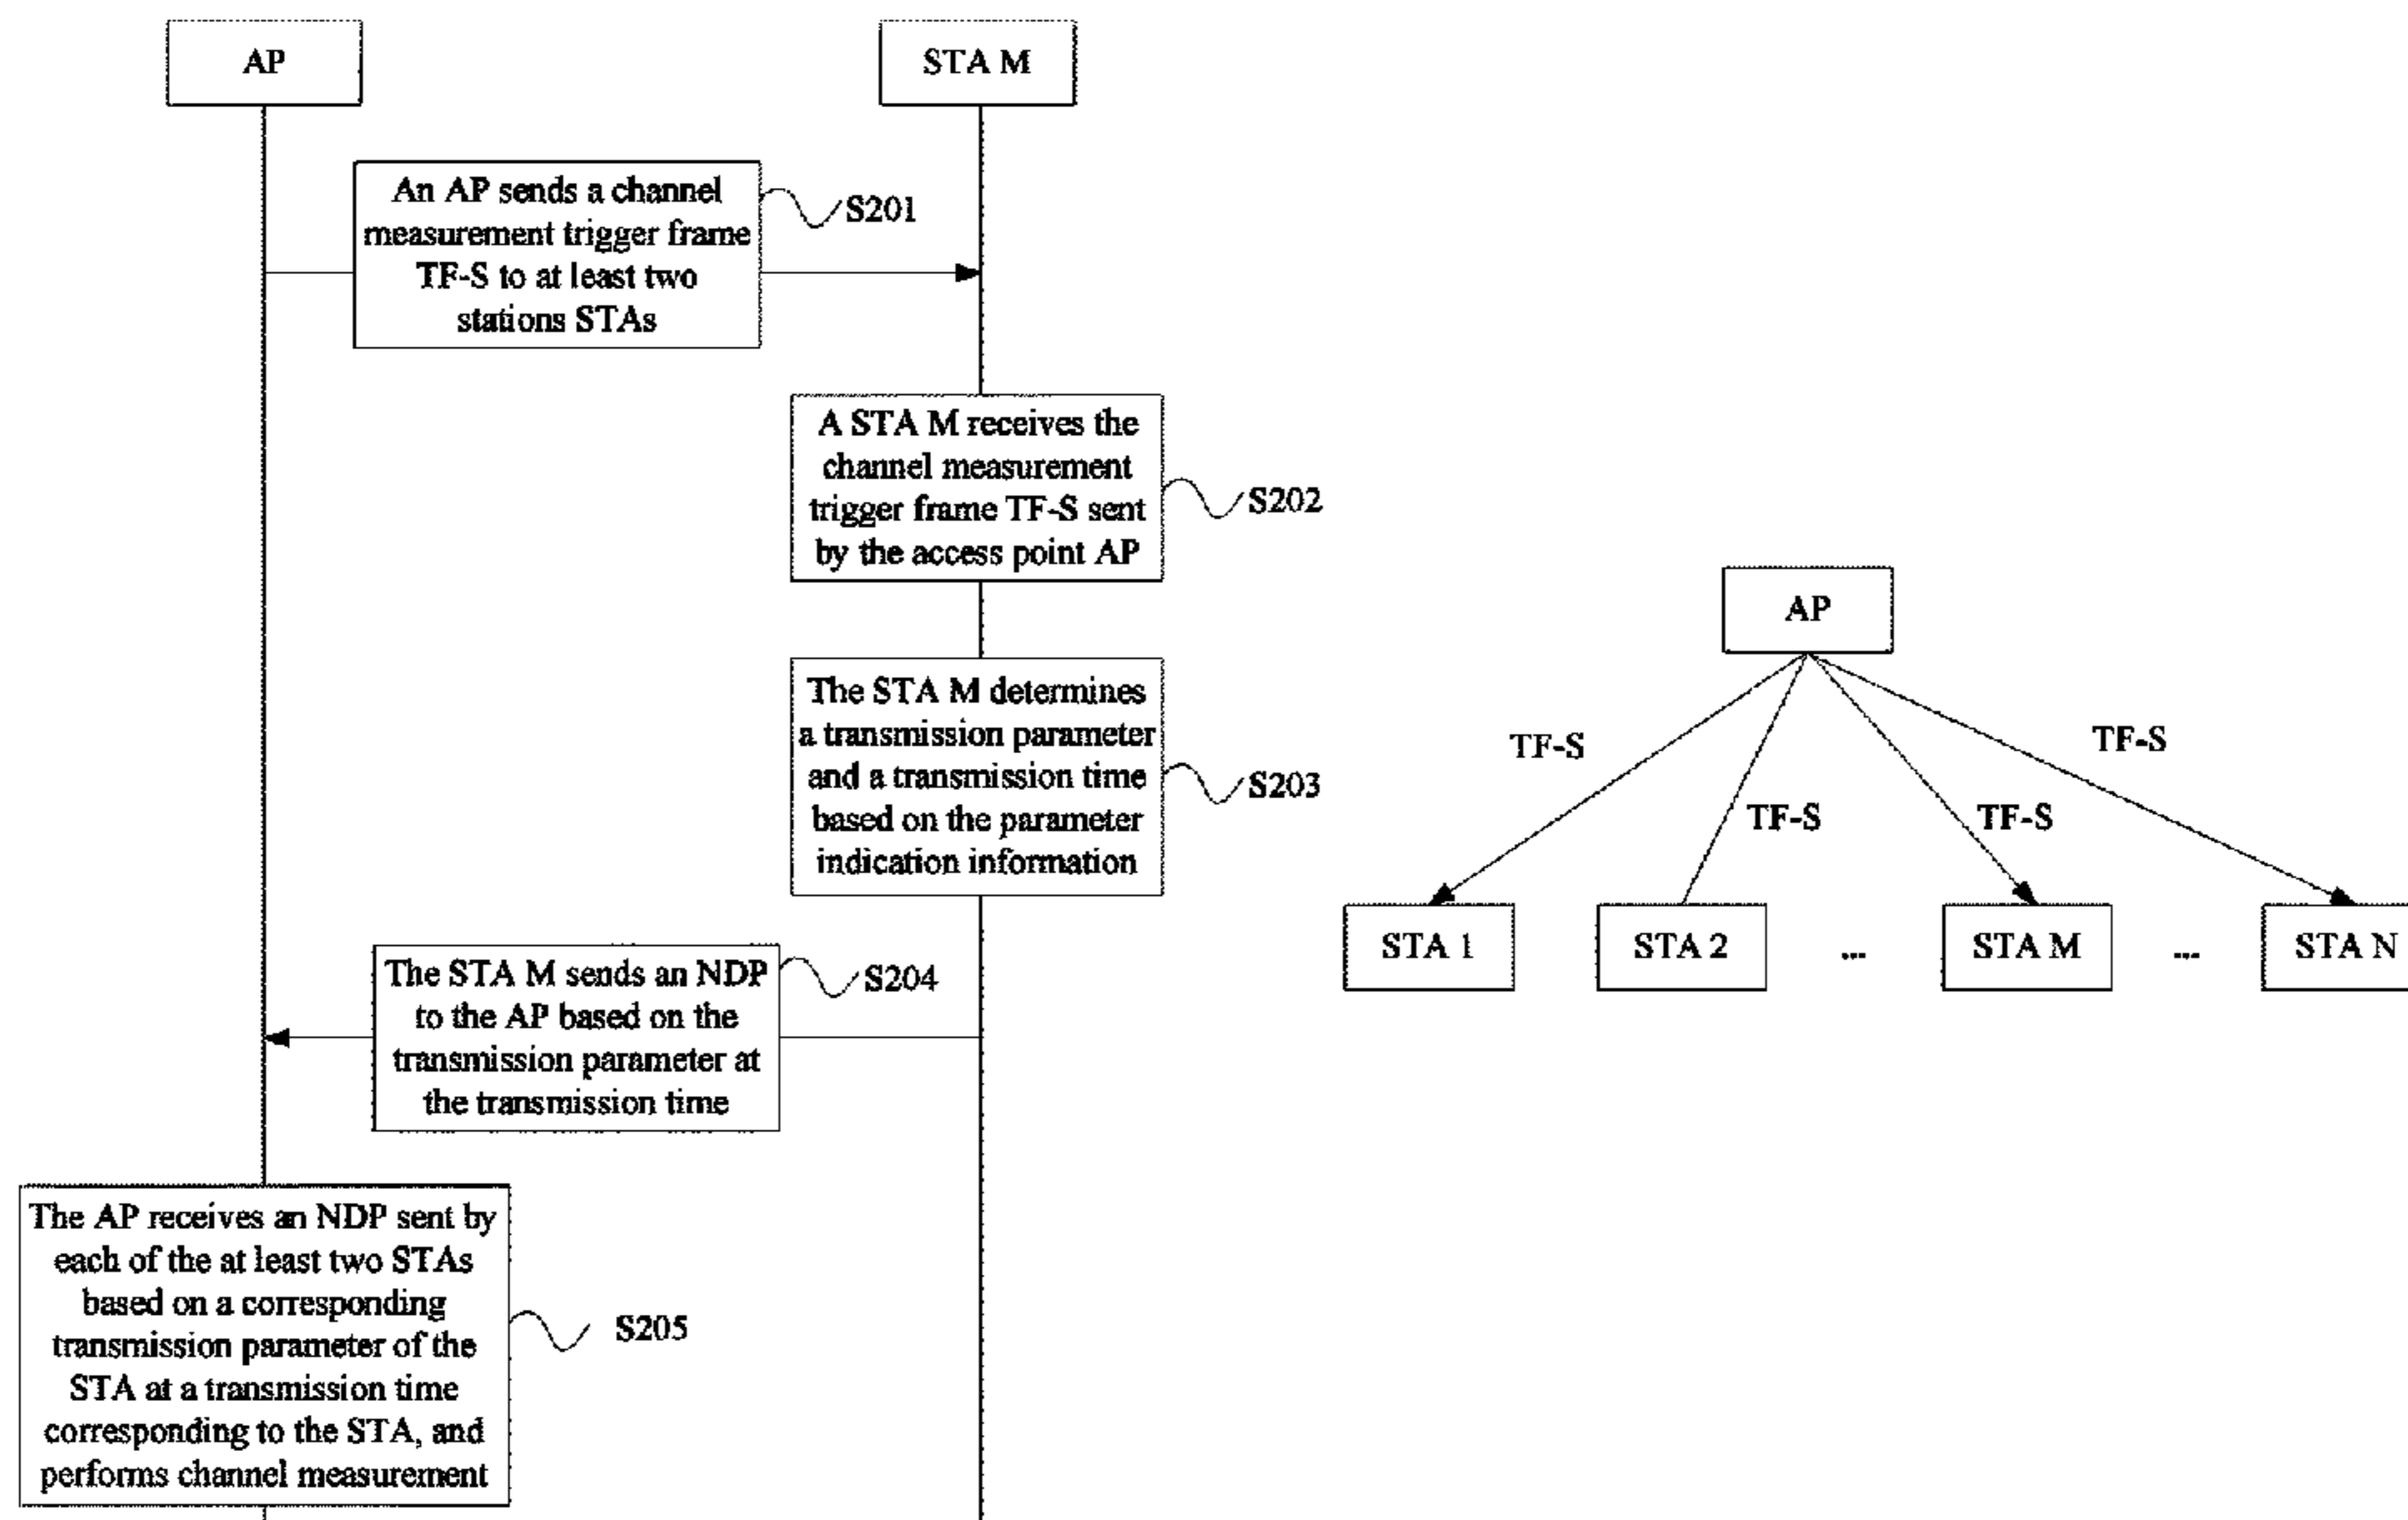 AP
STA M
An AP sends a channel
measurement trigger frame
TF-S to at least two
stations STAs
S201
A STA M receives the
channel measurement
trigger frame TF-S sent
by the access point AP
S202
The STA M determines
a transmission parameter
and a transmission time
based on the parameter
indication information
S203
The STA M sends an NDP
to the AP based on the
transmission parameter at
the transmission time
S204
The AP receives an NDP sent by
each of the at least two STAs
based on a corresponding
transmission parameter of the
STA at a transmission time
corresponding to the STA, and
performs channel measurement
S205
AP
TF-S
TF-S
TF-S
TF-S
STA 1
STA 2
...
STA M
...
STA N